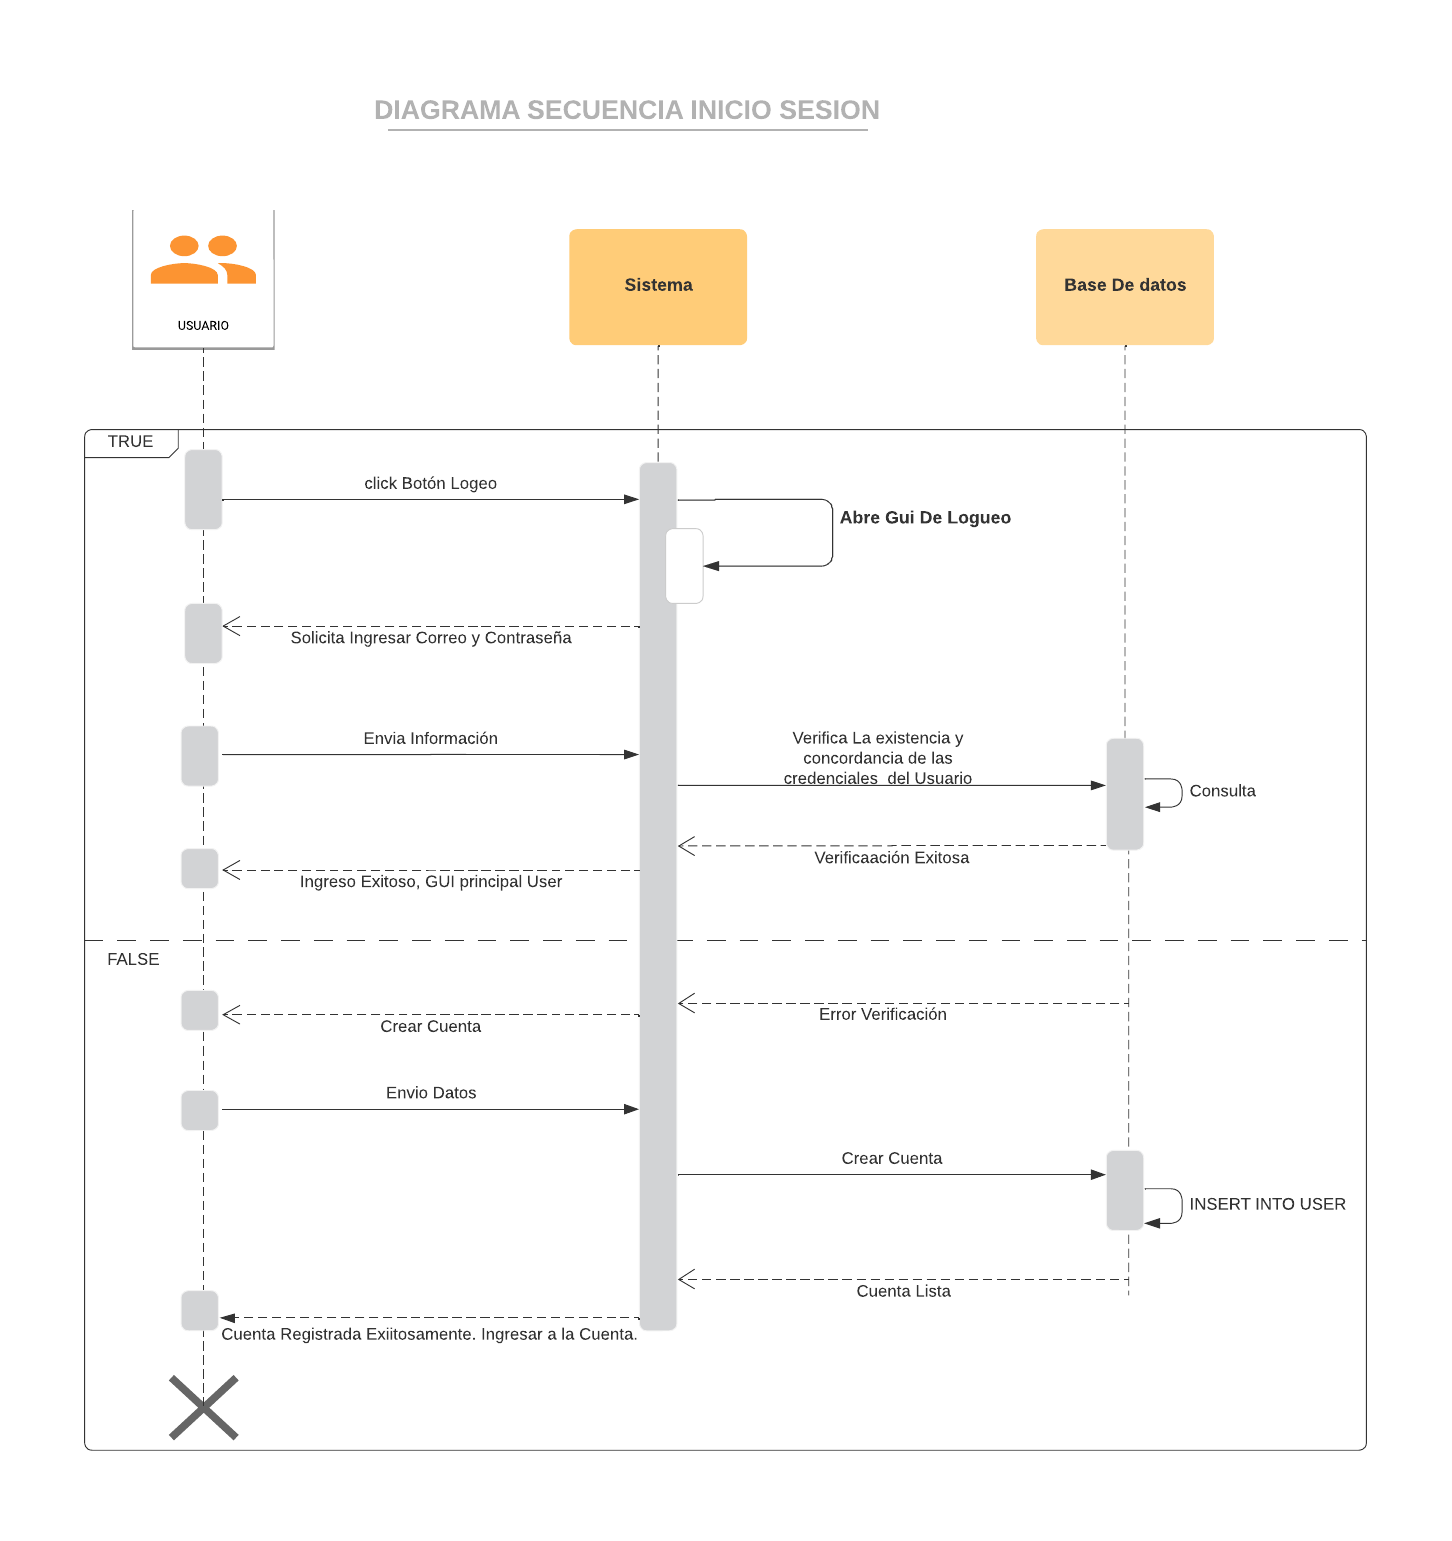 DIAGRAMA SECUENCIA INICIO SESION
USUARIO
Sistema
Base De datos
TRUE
click Botón Logeo
Abre Gui De Logueo
Solicita Ingresar Correo y Contraseña
Envia Información
Verifica La existencia y
concordancia de las
credenciales  del Usuario
Consulta
Verificaación Exitosa
Ingreso Exitoso, GUI principal User
FALSE
Error Verificación
Crear Cuenta
Envio Datos
Crear Cuenta
INSERT INTO USER
Cuenta Lista
Cuenta Registrada Exiitosamente. Ingresar a la Cuenta.